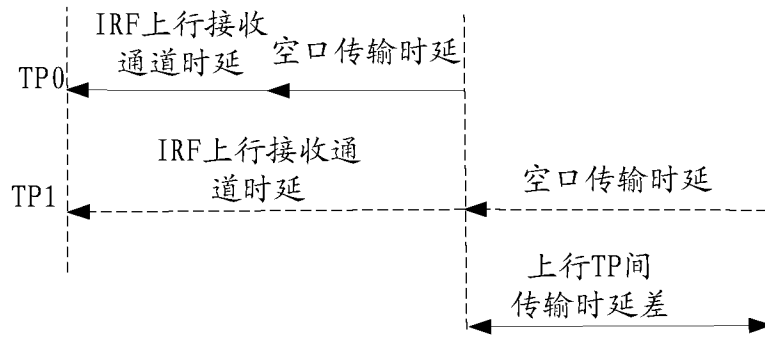 IRF上行接收
通道时延
空口传输时延
TP0
IRF上行接收通
道时延
TP1
空口传输时延
上行TP间
传输时延差